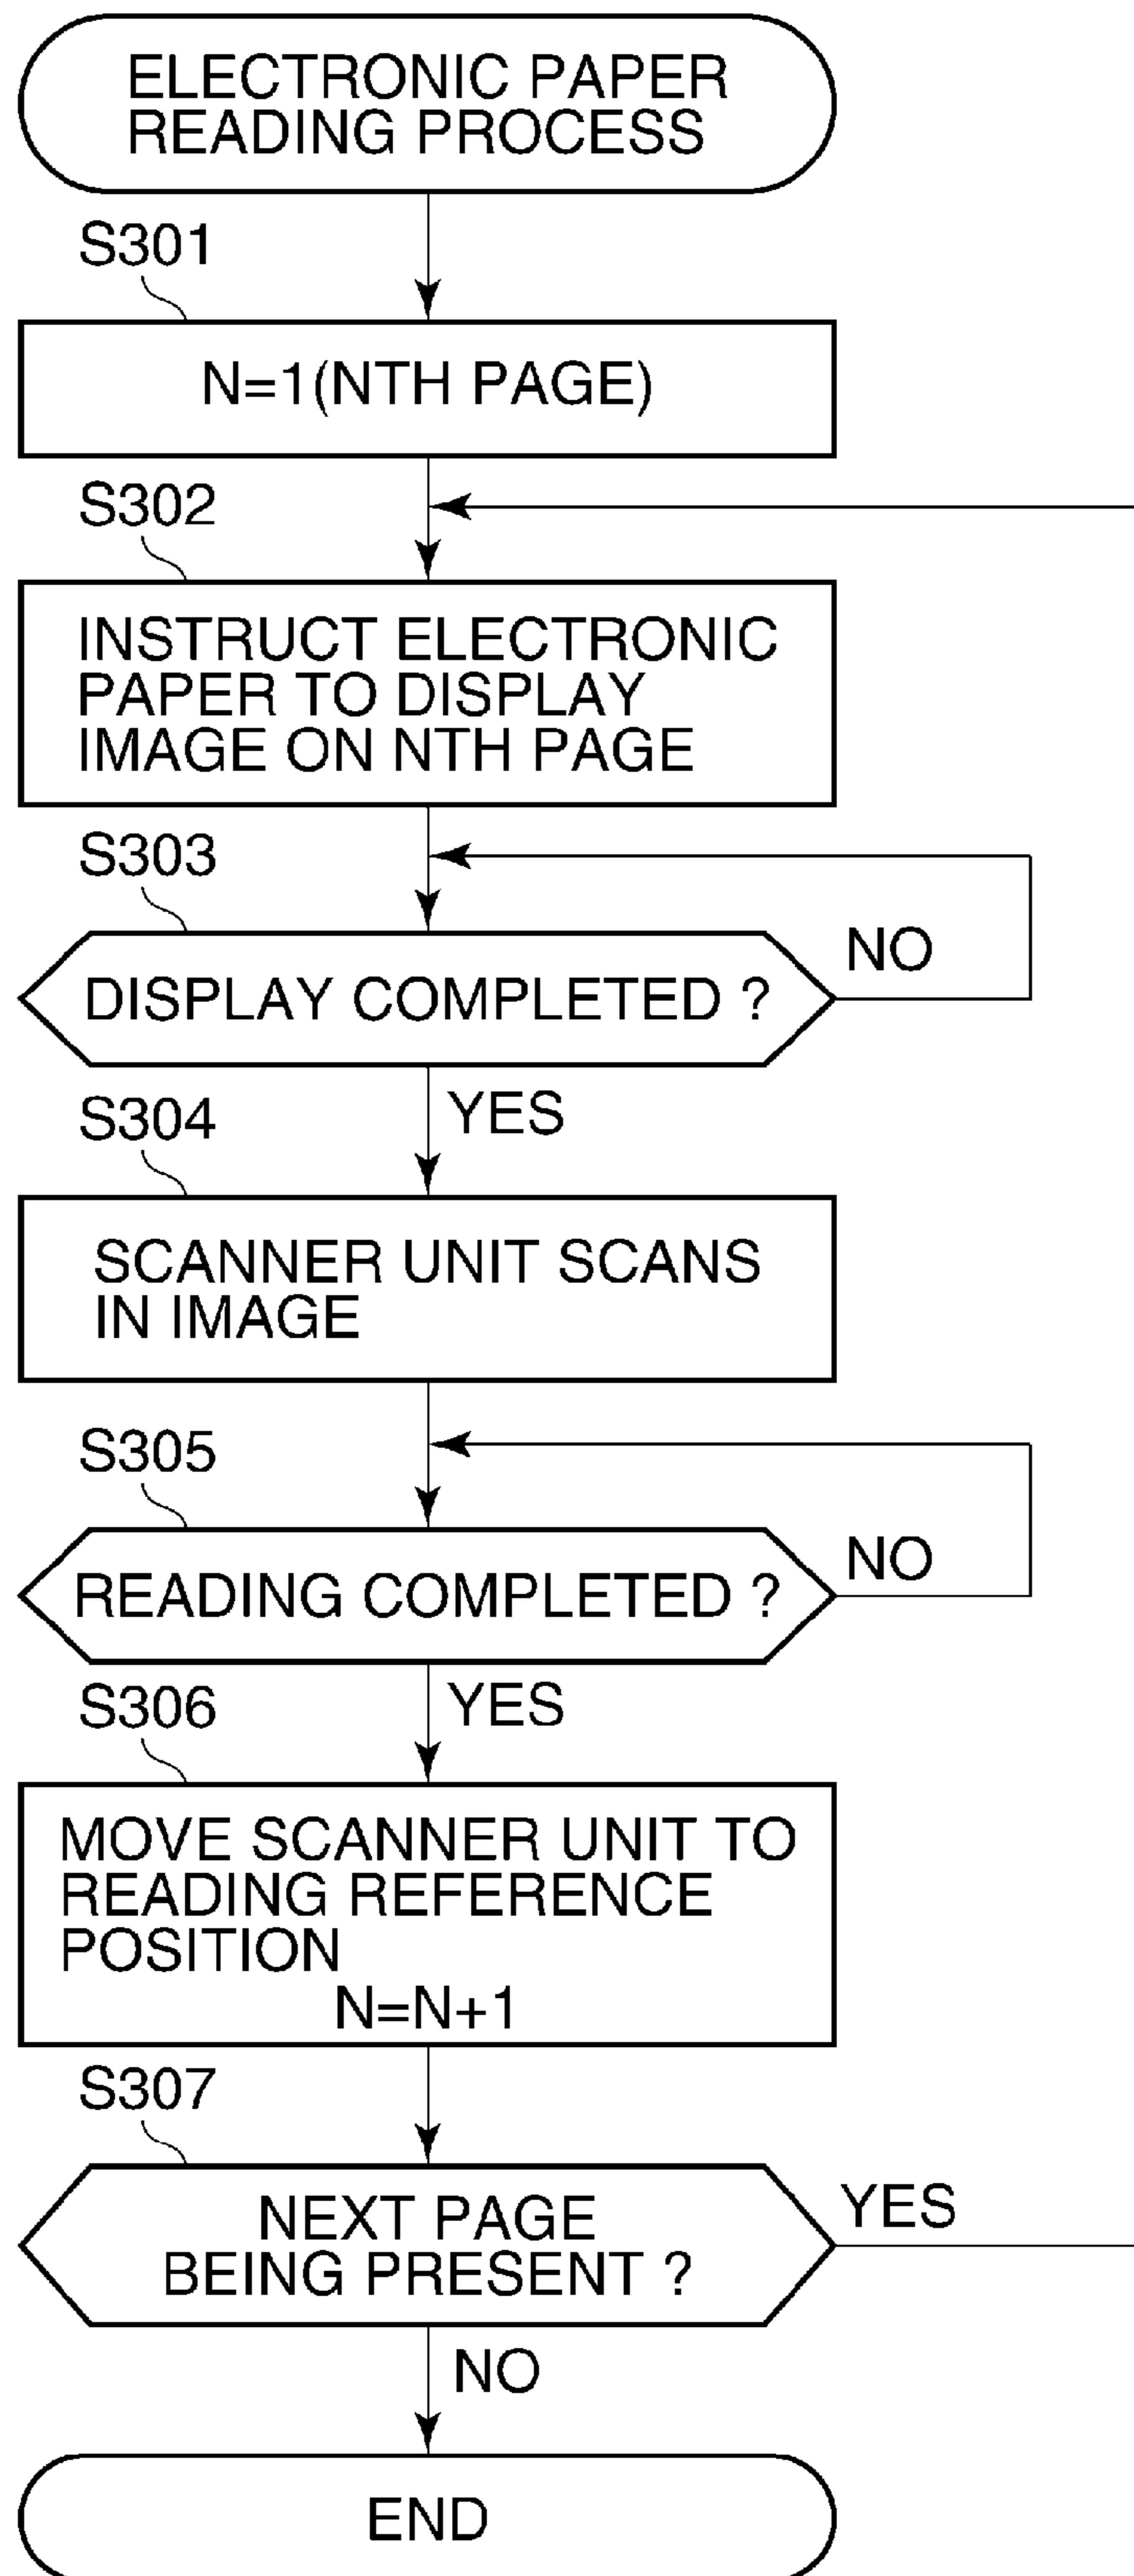 ELECTRONIC PAPER
READING PROCESS
S301
N=1(NTH PAGE)
S302
INSTRUCT ELECTRONIC
PAPER TO DISPLAY
IMAGE ON NTH PAGE
S303
DISPLAY COMPLETED ?
NO
YES
S304
SCANNER UNIT SCANS
IN IMAGE
S305
READING COMPLETED ?
NO
YES
S306
MOVE SCANNER UNIT TO
READING REFERENCE
POSITION
N=N+1
S307
NEXT PAGE
BEING PRESENT ?
YES
NO
END